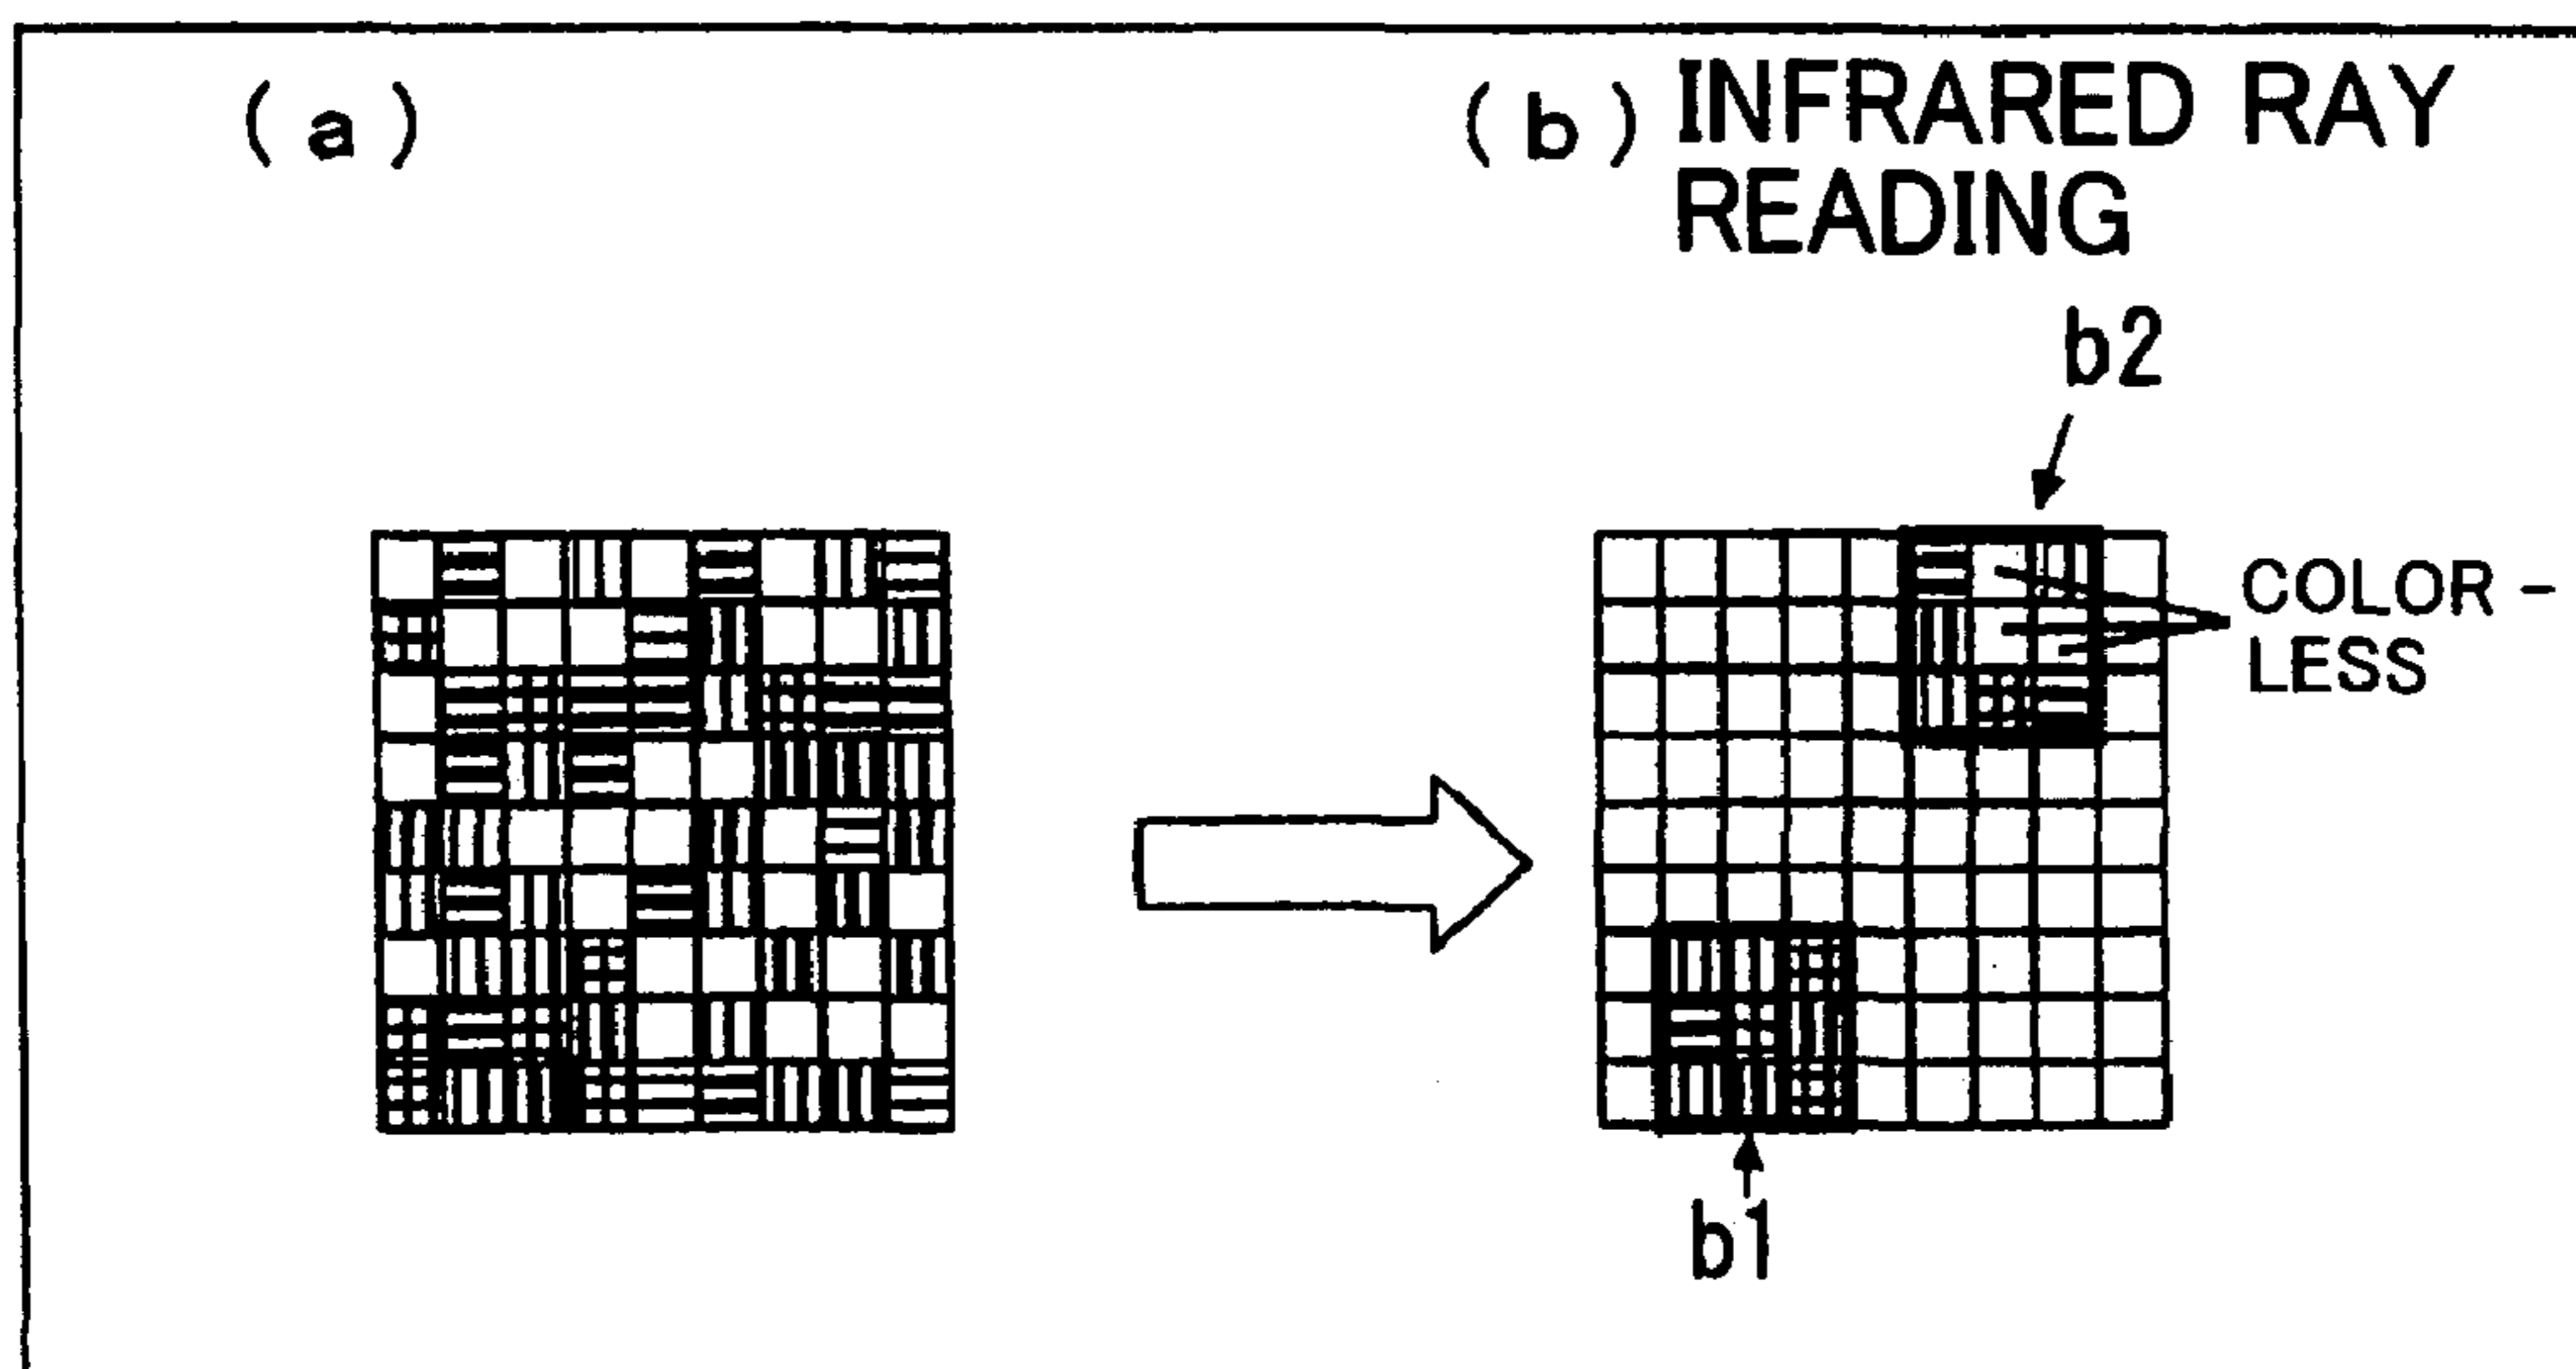 (a)
(b) INFRARED RAY
READING
b2
COLOR-
LESS
b1